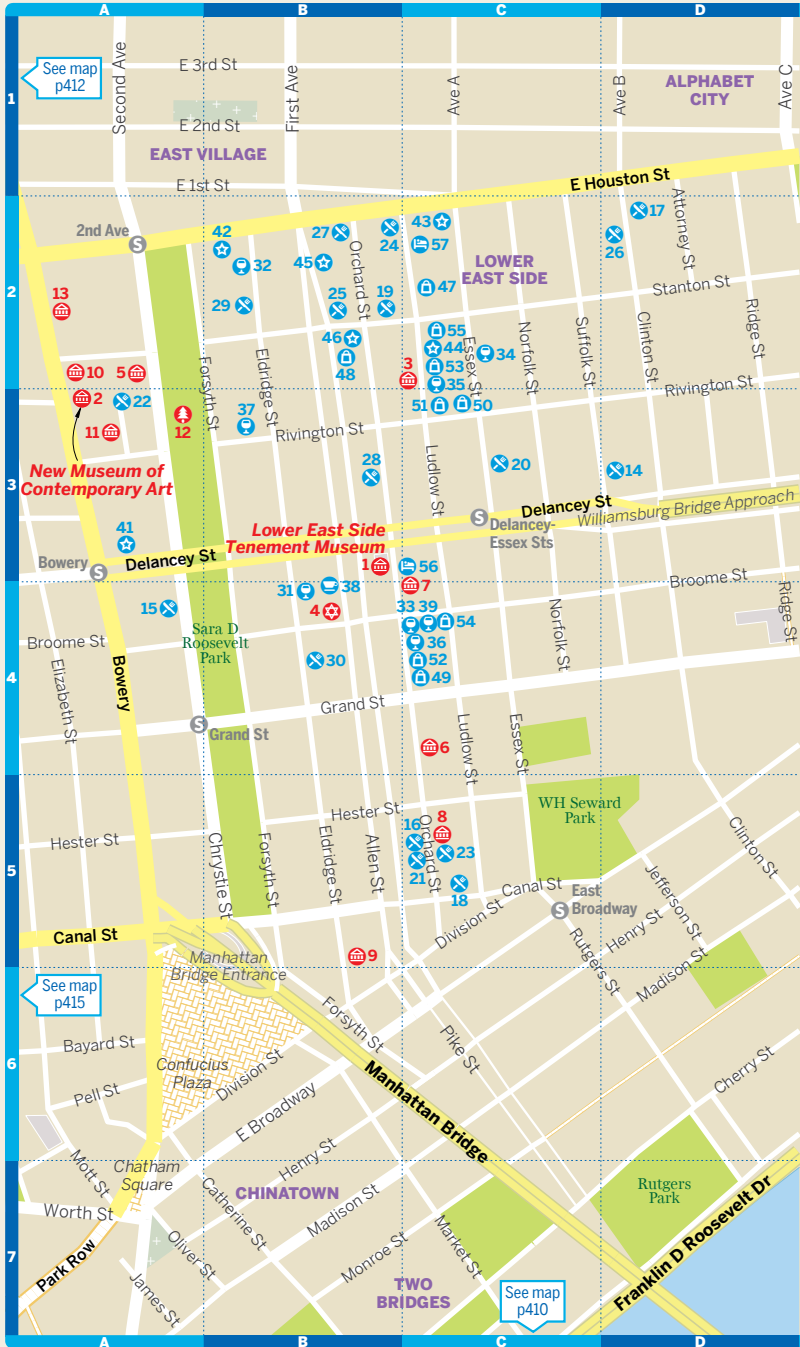 A B C D
See map
p412
Second Ave
E 3rd St
First Ave
Ave A
Ave B
ALPHABET
CITY
Ave C
1
E 2nd St
EAST VILLAGE
E 1st St
E Houston St
2nd Ave
42
32
27
24
43
57
17
26
Attorney St
45
Orchard St
LOWER
EAST SIDE
47
Stanton St
2
13
29
25
19
55
44
34
46
48
53
3
35
Essex St
Norfolk St
Suffolk St
Clinton St
Ridge St
10
5
Forsyth St
Eldridge St
2
22
37
51
50
Rivington St
11
12
Rivington St
New Museum of
Contemporary Art
28
Ludlow St
20
14
3
41
Delancey St
Williamsburg Bridge Approach
Delancey-
Essex Sts
Lower East Side
Tenement Museum
Bowery
Delancey St
1
56
7
Broome St
31
38
4
15
33 39
54
36
52
49
30
Norfolk St
Ridge St
Sara D
Roosevelt
Park
Broome St
Elizabeth St
Bowery
4
Grand St
Grand St
6
Ludlow St
Essex St
WH Seward
Park
Hester St
Hester St
16
8
Orchard St
23
21
18
Chrystie St
Forsyth St
Eldridge St
Allen St
5
Canal St
East
Broadway
Clinton St
Jefferson St
Division St
Henry St
Rutgers St
Madison St
Canal St
Manhattan
Bridge Entrance
9
See map
p415
Forsyth St
Pike St
6
Bayard St
Confucius
Plaza
Division St
Pell St
E Broadway
Manhattan Bridge
Cherry St
Mott St
Chatham
Square
Henry St
CHINATOWN
Madison St
Catherine St
Rutgers
Park
Worth St
Oliver St
Market St
Monroe St
Franklin D Roosevelt Dr
7
Park Row
James St
TWO
BRIDGES
See map
p410
A B C D